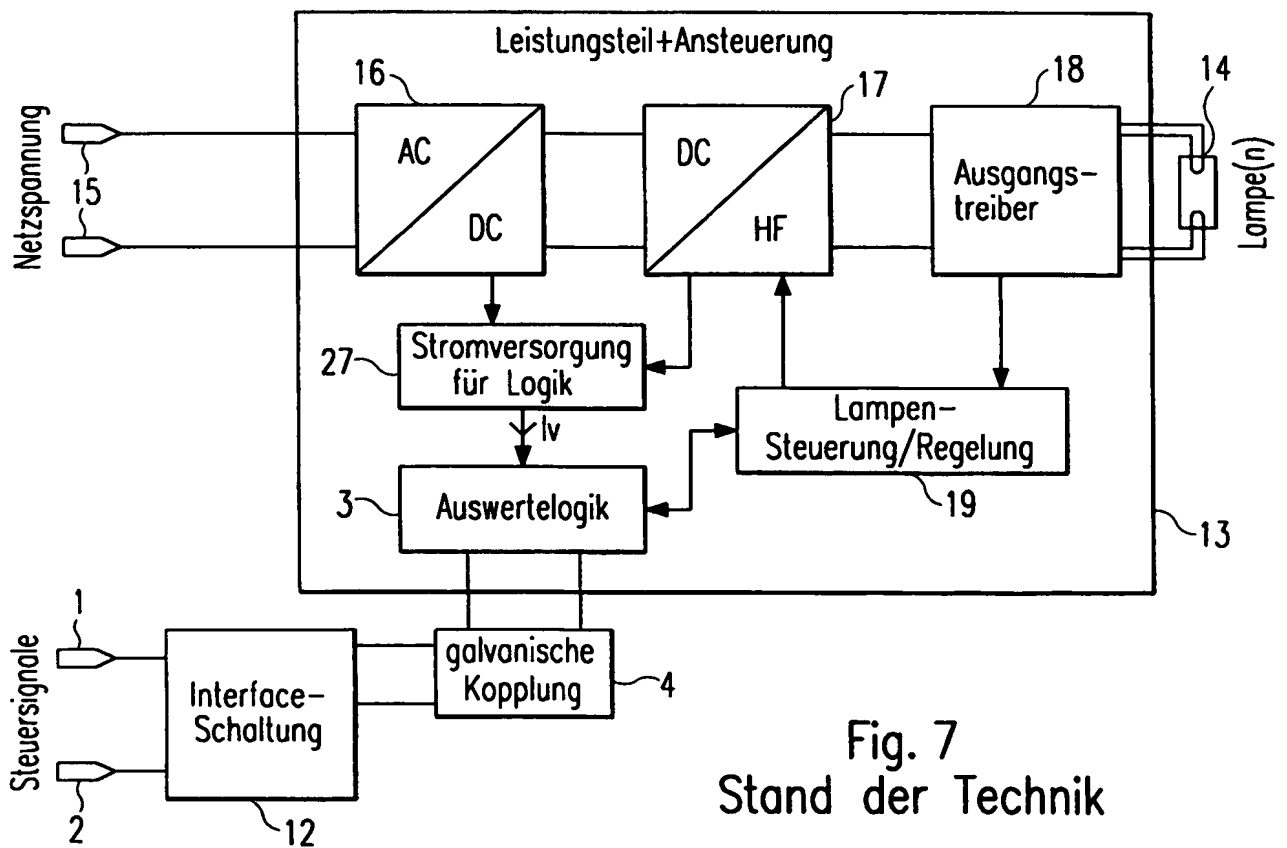 Leistungsteil+Ansteuerung
16
17
18
14
Netzspannung
15
AC
DC
DC
HF
Ausgangs-
treiber
Lampe(n)
27
Stromversorgung
für Logik
Iv
Lampen-
Steuerung/Regelung
19
3
Auswertelogik
13
Steuersignale
1
2
Interface-
Schaltung
12
galvanische
Kopplung
4
Fig. 7
Stand der Technik